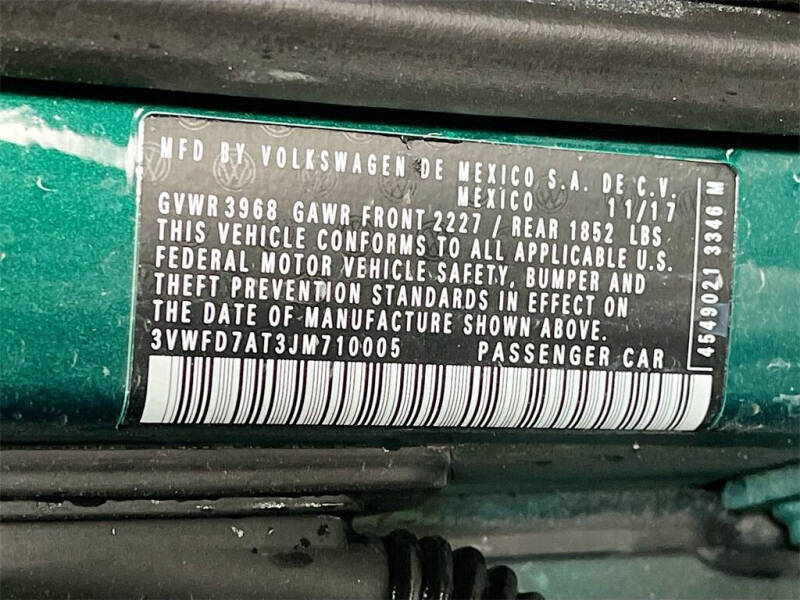 MFD BY VOLKSWAGEN DE MEXICO S.A. DE C.V.
MEXICO 11/17
GVWR 3968 GAWR FRONT 2227 / REAR 1852 LBS
THIS VEHICLE CONFORMS TO ALL APPLICABLE U.S.
FEDERAL MOTOR VEHICLE SAFETY, BUMPER AND
THEFT PREVENTION STANDARDS IN EFFECT ON
THE DATE OF MANUFACTURE SHOWN ABOVE.
3VWFD7AT3JM710005 PASSENGER CAR
4549021 3346 M